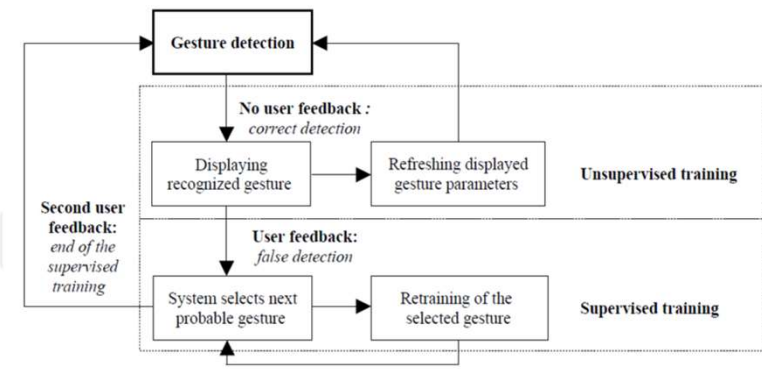 Gesture detection
No user feedback :
correct detection
Displaying
recognized gesture
Refreshing displayed
gesture parameters
Unsupervised training
Second user
feedback:
end of the
supervised
training
User feedback:
false detection
System selects next
probable gesture
Retraining of the
selected gesture
Supervised training